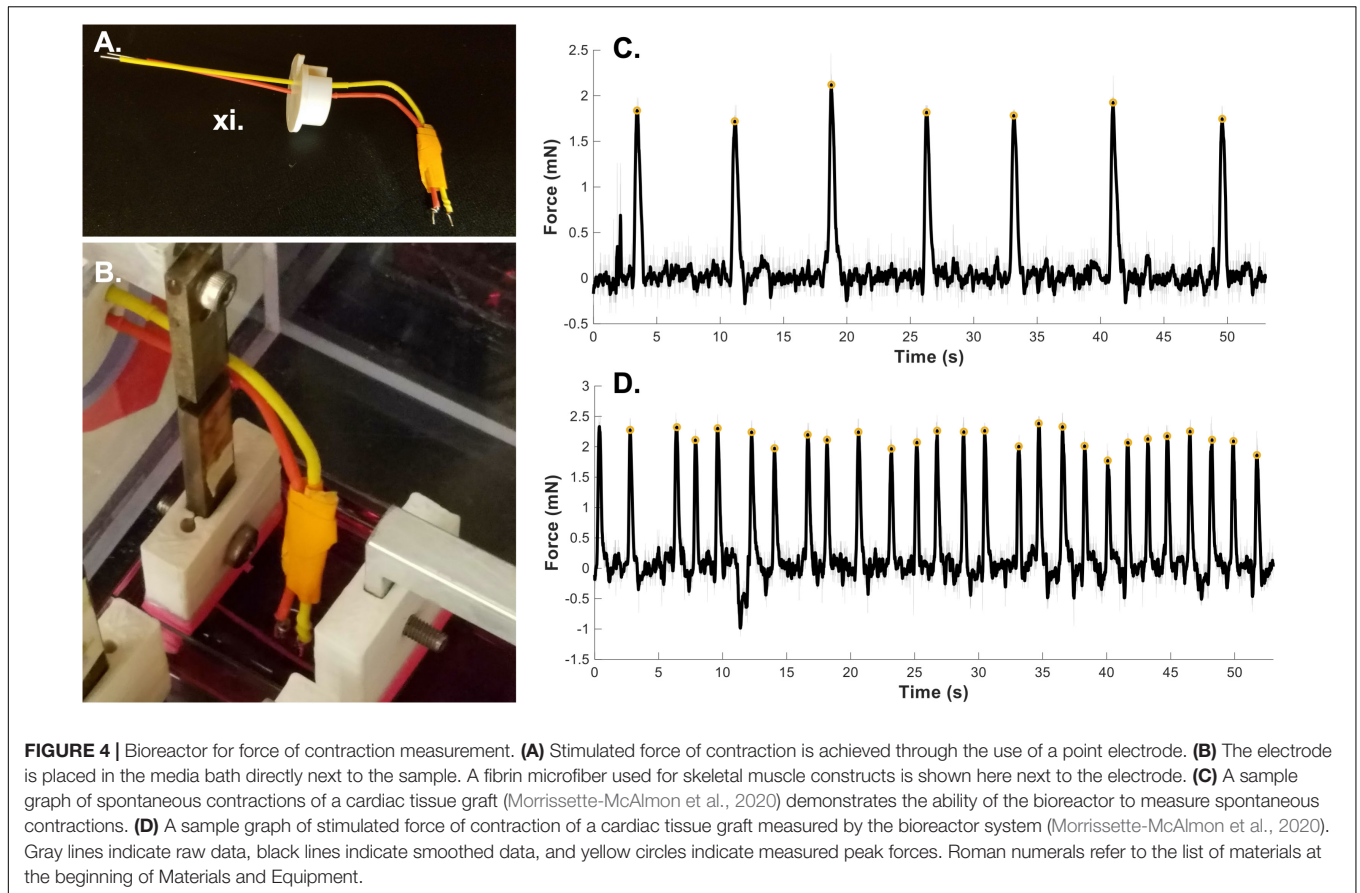 A.
xi.
B.
C.
2.5
2
1.5
1
0.5
0
-0.5
Force (mN)
0 5 10 15 20 25 30 35 40 45 50
Time (s)
D.
3
2.5
2
1.5
1
0.5
0
-0.5
-1
-1.5
Force (mN)
0 5 10 15 20 25 30 35 40 45 50
Time (s)
FIGURE 4 | Bioreactor for force of contraction measurement. (A) Stimulated force of contraction is achieved through the use of a point electrode. (B) The electrode
is placed in the media bath directly next to the sample. A fibrin microfiber used for skeletal muscle constructs is shown here next to the electrode. (C) A sample
graph of spontaneous contractions of a cardiac tissue graft (Morrissette-McAlmon et al., 2020) demonstrates the ability of the bioreactor to measure spontaneous
contractions. (D) A sample graph of stimulated force of contraction of a cardiac tissue graft measured by the bioreactor system (Morrissette-McAlmon et al., 2020).
Gray lines indicate raw data, black lines indicate smoothed data, and yellow circles indicate measured peak forces. Roman numerals refer to the list of materials at
the beginning of Materials and Equipment.